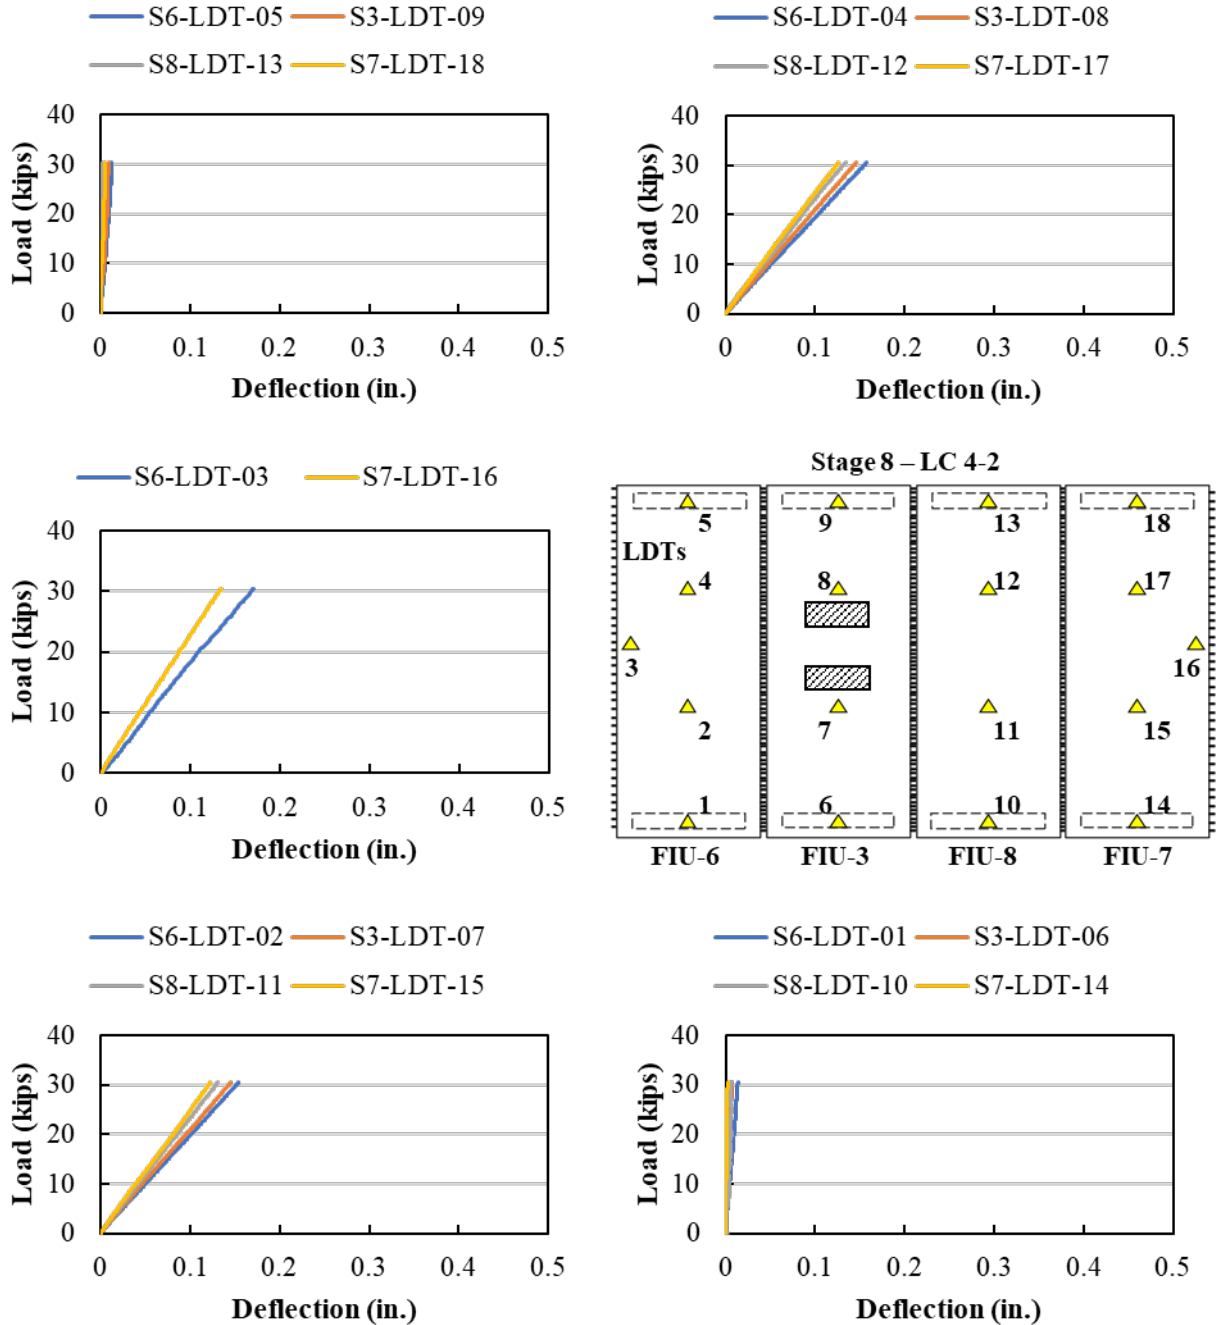 S6-LDT-05 S3-LDT-09
S8-LDT-13 S7-LDT-18
40
30
20
10
0
Load (kips)
0 0.1 0.2 0.3 0.4 0.5
Deflection (in.)
S6-LDT-04 S3-LDT-08
S8-LDT-12 S7-LDT-17
40
30
20
10
0
Load (kips)
0 0.1 0.2 0.3 0.4 0.5
Deflection (in.)
S6-LDT-03 S7-LDT-16
40
30
20
10
0
Load (kips)
0 0.1 0.2 0.3 0.4 0.5
Deflection (in.)
Stage 8 – LC 4-2
5 9 13 18
LDTs
4 8 12 17
3 16
2 7 11 15
1 6 10 14
FIU-6 FIU-3 FIU-8 FIU-7
S6-LDT-02 S3-LDT-07
S8-LDT-11 S7-LDT-15
40
30
20
10
0
Load (kips)
0 0.1 0.2 0.3 0.4 0.5
Deflection (in.)
S6-LDT-01 S3-LDT-06
S8-LDT-10 S7-LDT-14
40
30
20
10
0
Load (kips)
0 0.1 0.2 0.3 0.4 0.5
Deflection (in.)